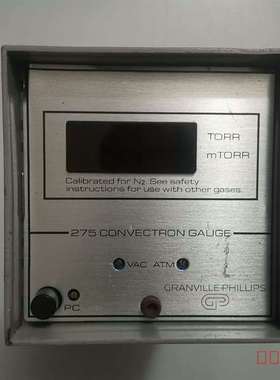 TORR
mTORR
Calibrated for N₂. See safety
instructions for use with other gases.
275 CONVECTRON GAUGE
VAC ATM
PC
GRANVILLE-PHILLIPS
GP